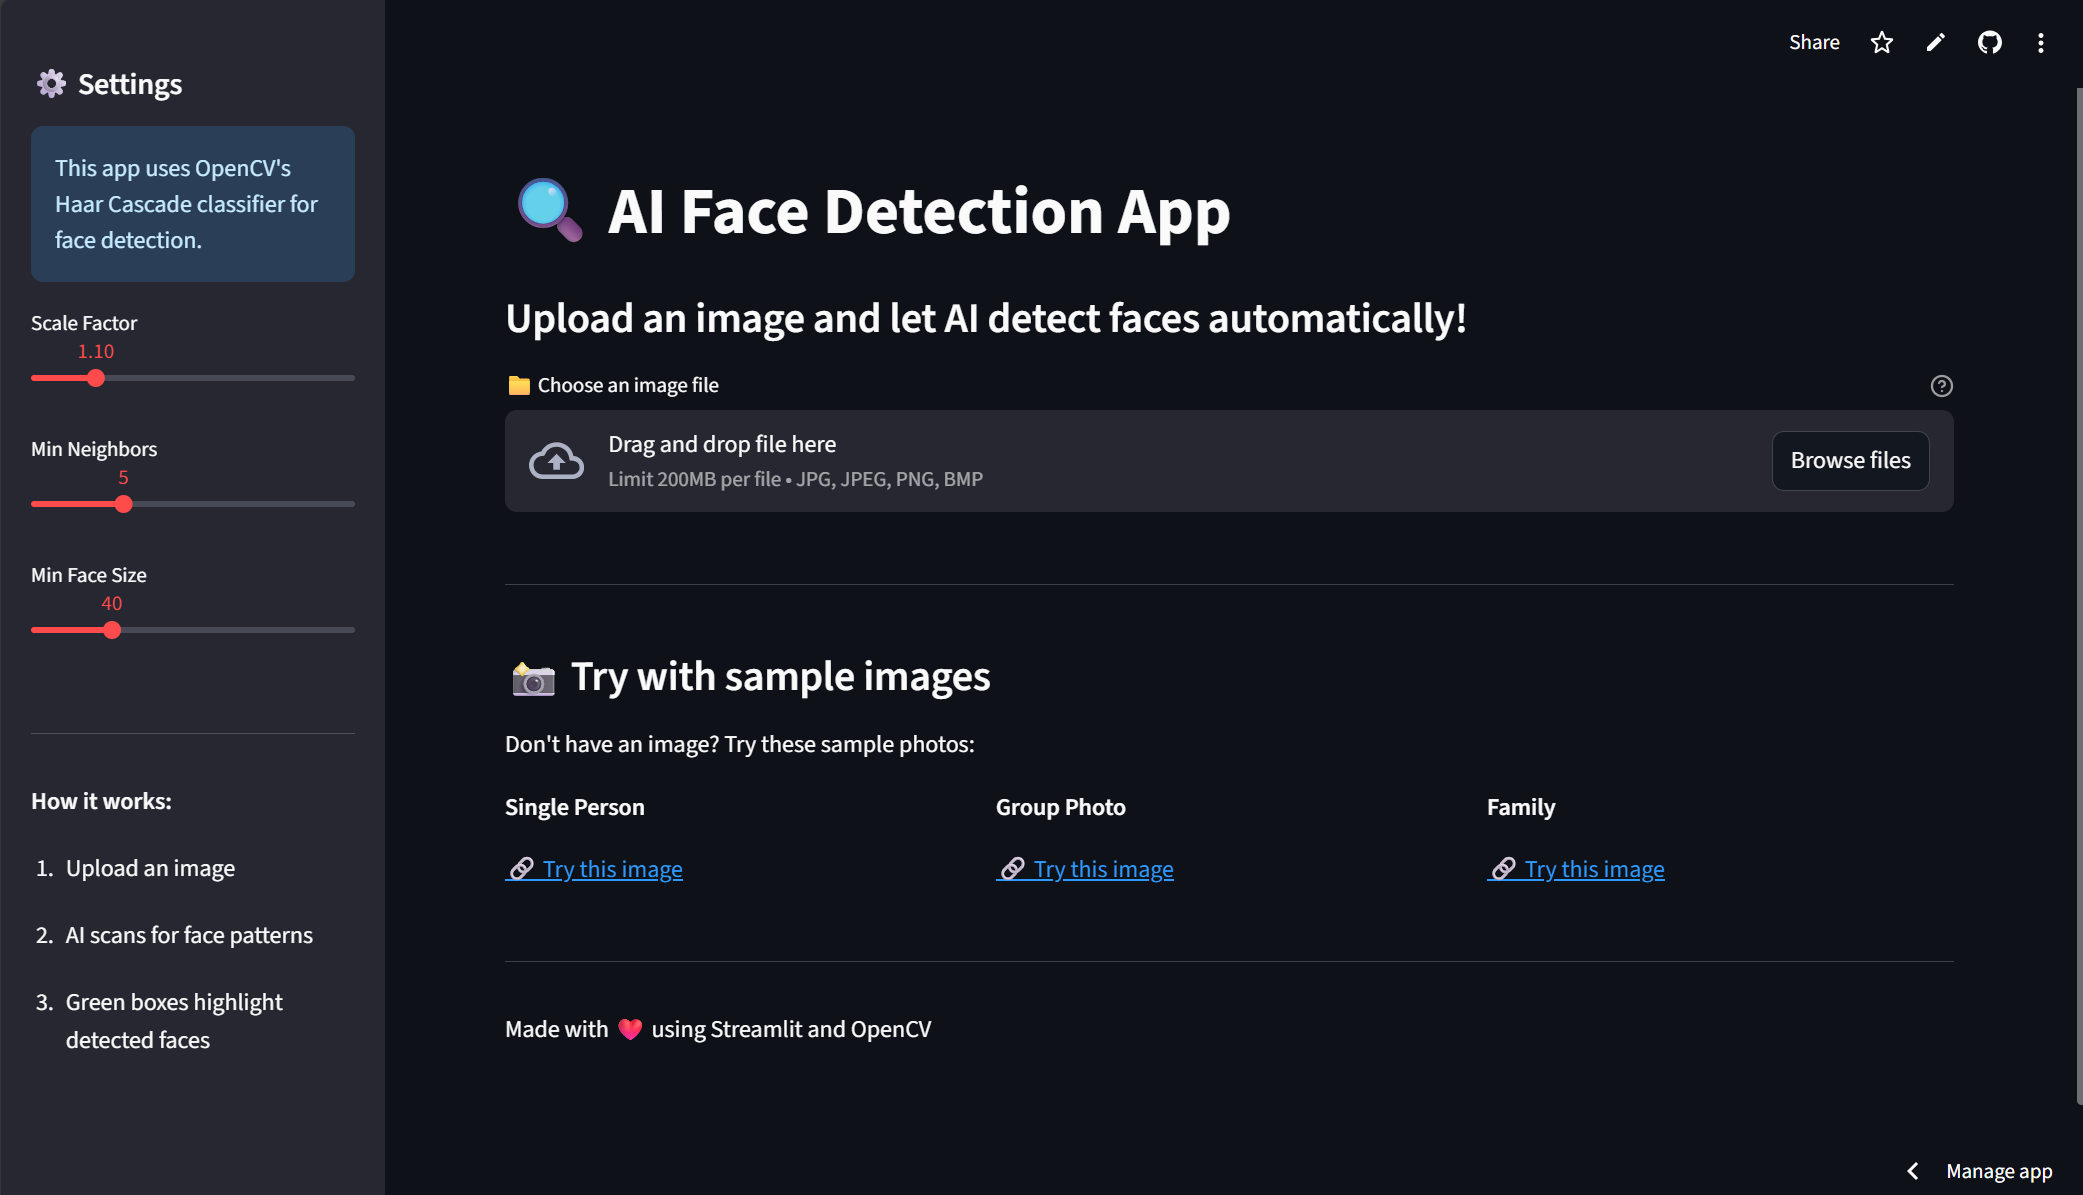 Share
Settings
This app uses OpenCV's
Haar Cascade classifier for
face detection.
Scale Factor
1.10
Min Neighbors
5
Min Face Size
40
How it works:
1. Upload an image
2. AI scans for face patterns
3. Green boxes highlight
detected faces
AI Face Detection App
Upload an image and let AI detect faces automatically!
Choose an image file
Drag and drop file here
Limit 200MB per file • JPG, JPEG, PNG, BMP
Browse files
Try with sample images
Don't have an image? Try these sample photos:
Single Person
Try this image
Group Photo
Try this image
Family
Try this image
Made with ❤️ using Streamlit and OpenCV
Manage app